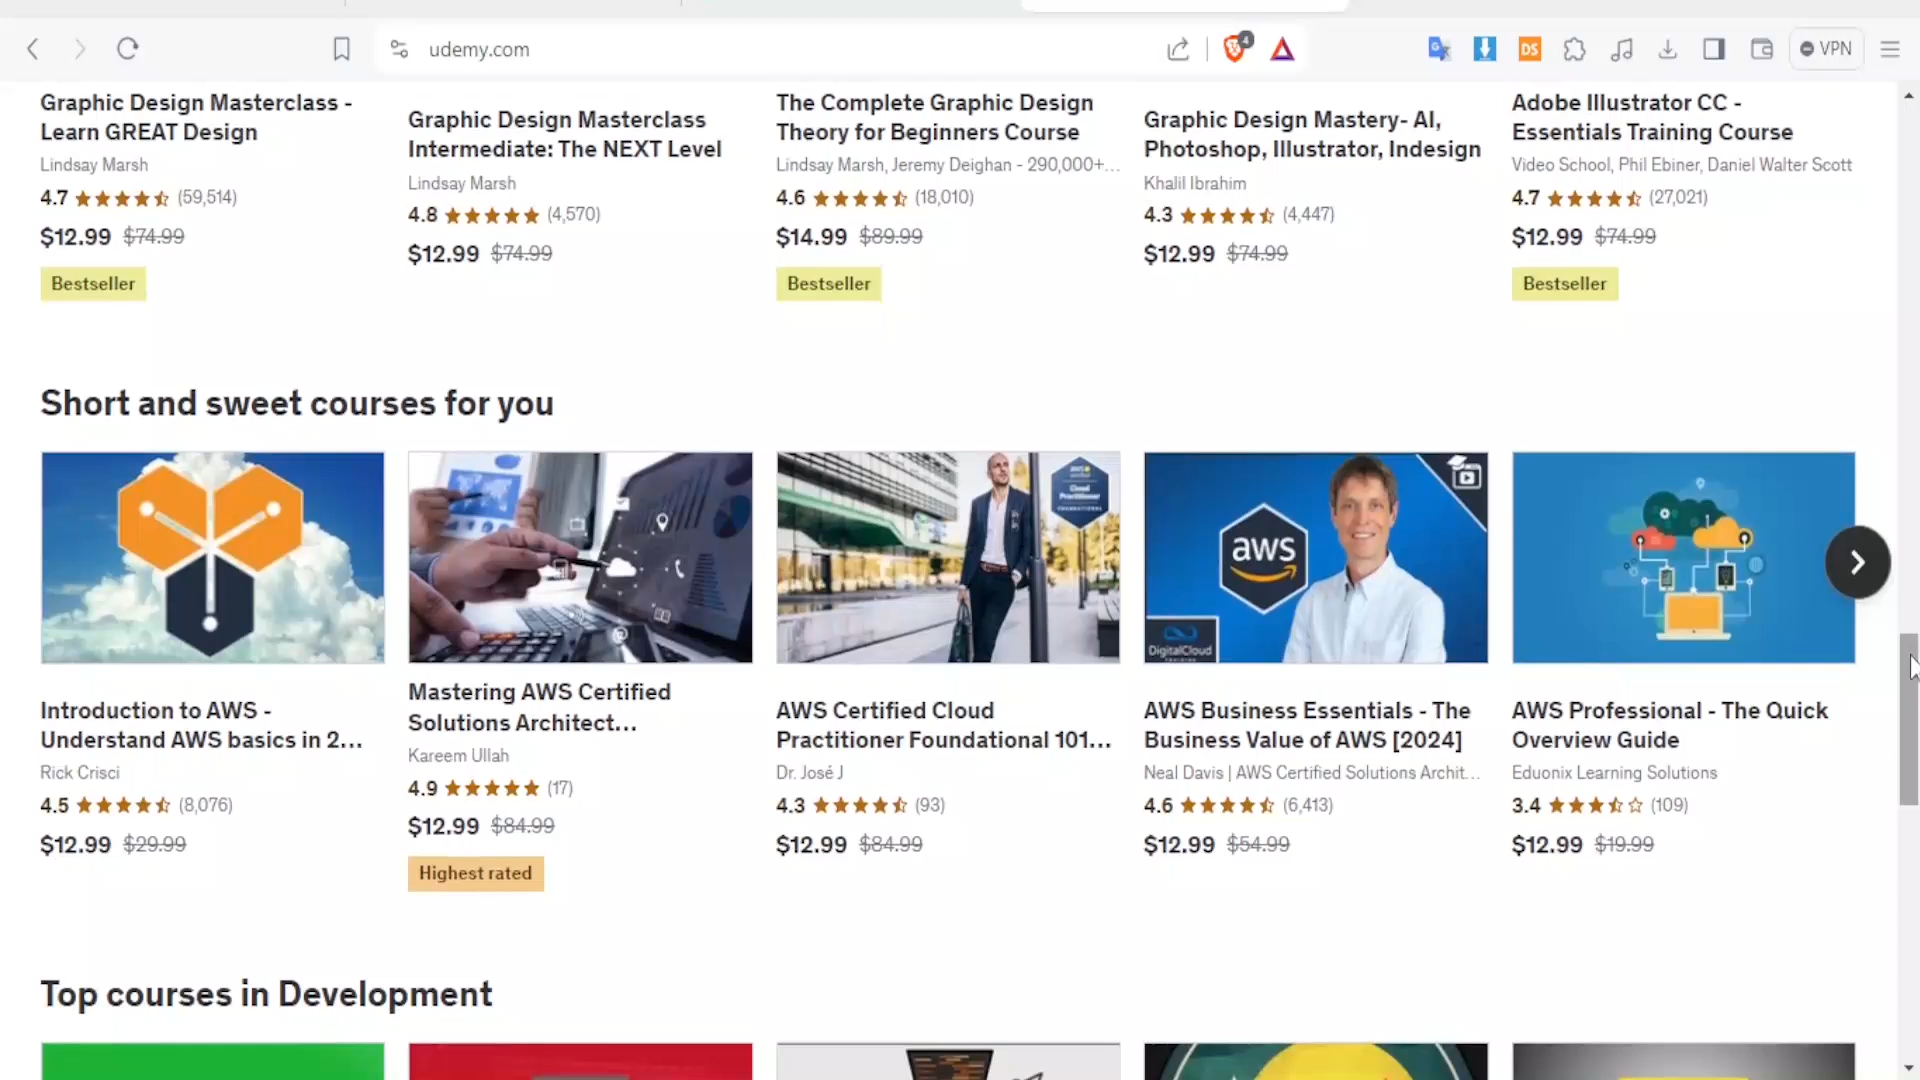 udemy.com
4
DS
VPN
Graphic Design Masterclass -
Learn GREAT Design
Lindsay Marsh
4.7 (59,514)
$12.99 $74.99
Bestseller
Graphic Design Masterclass
Intermediate: The NEXT Level
Lindsay Marsh
4.8 (4,570)
$12.99 $74.99
The Complete Graphic Design
Theory for Beginners Course
Lindsay Marsh, Jeremy Deighan - 290,000+...
4.6 (18,010)
$14.99 $89.99
Bestseller
Graphic Design Mastery- AI,
Photoshop, Illustrator, Indesign
Khalil Ibrahim
4.3 (4,447)
$12.99 $74.99
Adobe Illustrator CC -
Essentials Training Course
Video School, Phil Ebiner, Daniel Walter Scott
4.7 (27,021)
$12.99 $74.99
Bestseller
Short and sweet courses for you
Introduction to AWS -
Understand AWS basics in 2...
Rick Crisci
4.5 (8,076)
$12.99 $29.99
Mastering AWS Certified
Solutions Architect...
Kareem Ullah
4.9 (17)
$12.99 $84.99
Highest rated
aws
certified
Cloud
Practitioner
FOUNDATIONAL
AWS Certified Cloud
Practitioner Foundational 101...
Dr. José J
4.3 (93)
$12.99 $84.99
aws
DigitalCloud
TRAINING
AWS Business Essentials - The
Business Value of AWS [2024]
Neal Davis | AWS Certified Solutions Archit...
4.6 (6,413)
$12.99 $54.99
AWS Professional - The Quick
Overview Guide
Eduonix Learning Solutions
3.4 (109)
$12.99 $19.99
Top courses in Development